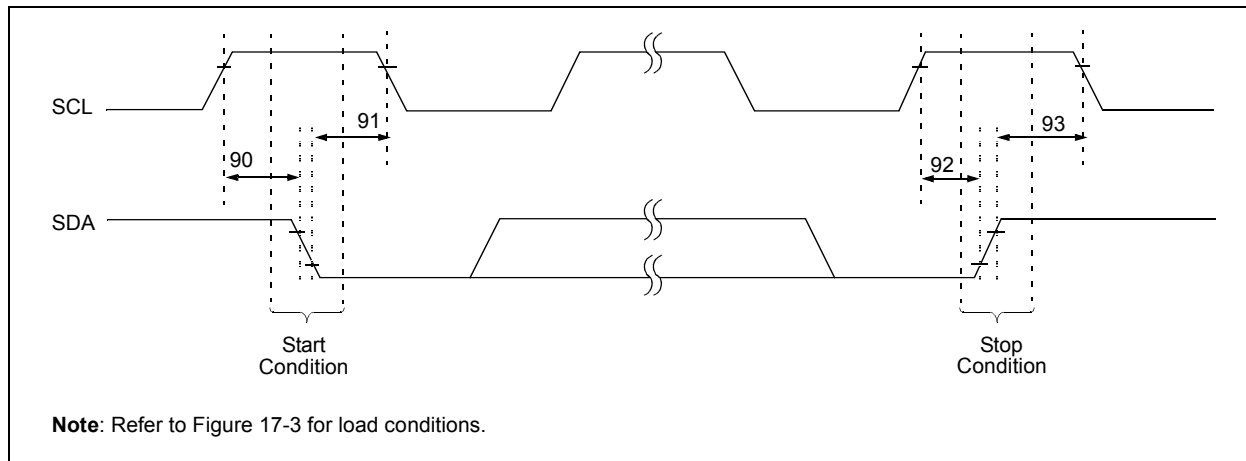 SCL
91
93
90
92
SDA
Start
Condition
Stop
Condition
Note: Refer to Figure 17-3 for load conditions.